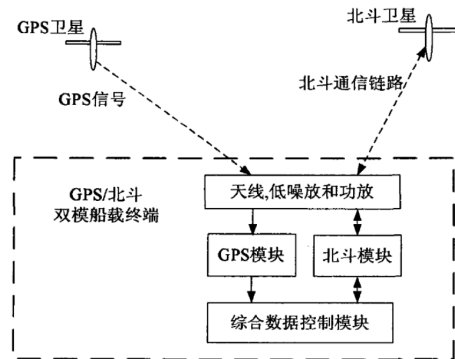 GPS卫星
北斗卫星
GPS信号
北斗通信链路
GPS/北斗
双模船载终端
天线,低噪放和功放
GPS模块
北斗模块
综合数据控制模块